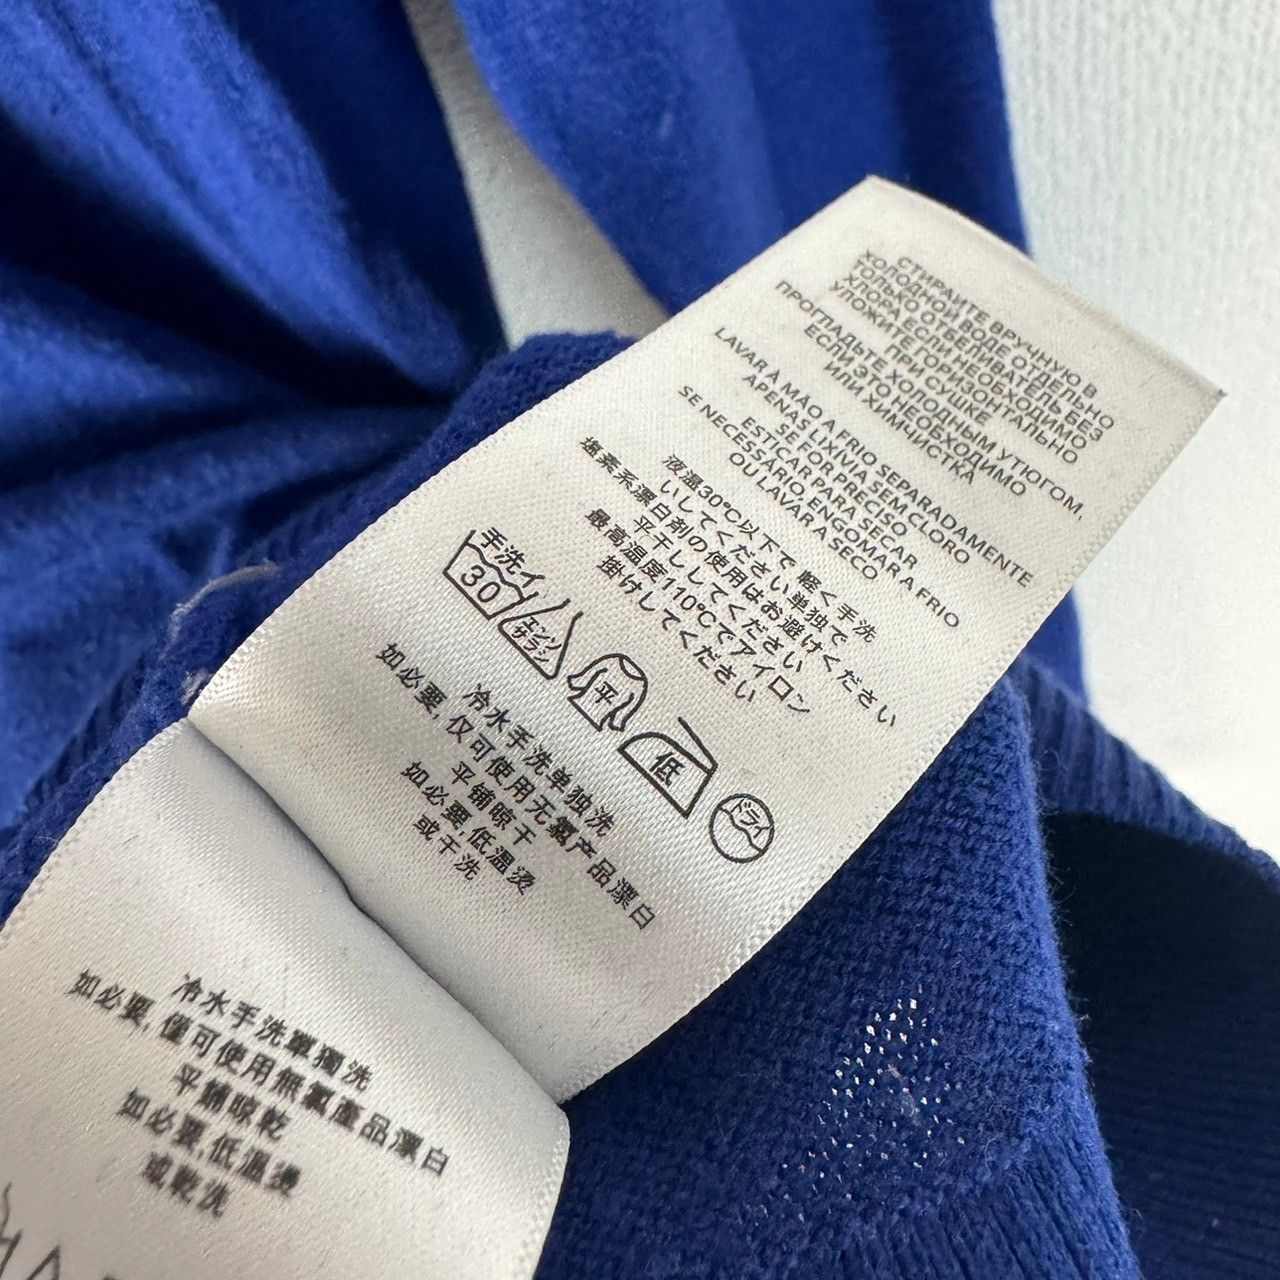 СТИРАЙТЕ ВРУЧНУЮ В
ХОЛОДНОЙ ВОДЕ ОТДЕЛЬНО
ТОЛЬКО ОТБЕЛИВАТЕЛЬ БЕЗ
ХЛОРА ЕСЛИ НЕОБХОДИМО
УЛОЖИТЕ ГОРИЗОНТАЛЬНО
ПРИ СУШКЕ
ПРОГЛАДЬТЕ ХОЛОДНЫМ УТЮГОМ,
ЕСЛИ ЭТО НЕОБХОДИМО
ИЛИ ХИМЧИСТКА
LAVAR A MÃO A FRIO SEPARADAMENTE
APENAS LIXÍVIA SEM CLORO
SE FOR PRECISO
ESTICAR PARA SECAR
SE NECESSÁRIO, ENGOMAR A FRIO
OU LAVAR A SECO
液温30℃以下で 軽く手洗
いしてください単独で
塩素系漂白剤の使用はお避けください
平干ししてください
最高温度110℃でアイロン
掛けしてください
手洗イ
30
エンソ
サラシ
平
低
ドライ
冷水手洗单独洗
如必要,仅可使用无氯产品漂白
平铺晾干
如必要,低溫烫
或干洗
冷水手洗單獨洗
如必要,僅可使用無氯產品漂白
平鋪晾乾
如必要,低溫燙
或乾洗